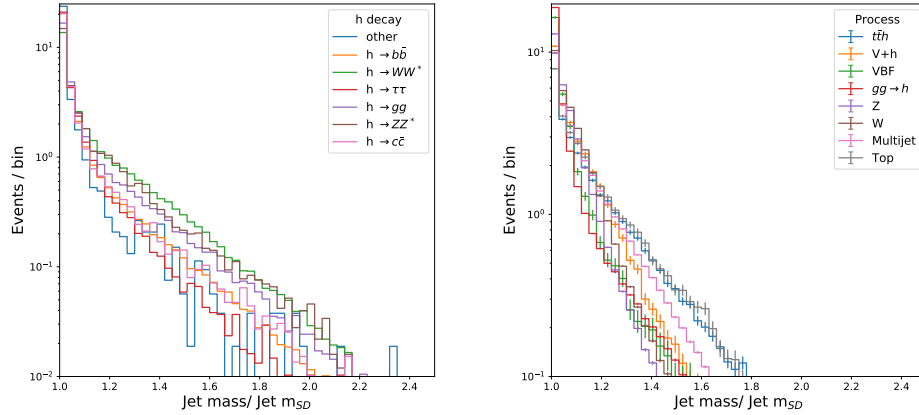 h decay
other
h → bb̄
h → WW*
h → ττ
h → gg
h → ZZ*
h → cc̄
Events / bin
10¹
10⁰
10⁻¹
10⁻²
1.0 1.2 1.4 1.6 1.8 2.0 2.2 2.4
Jet mass/ Jet m_SD
Process
tt̄h
V+h
VBF
gg → h
Z
W
Multijet
Top
Events / bin
10¹
10⁰
10⁻¹
1.0 1.2 1.4 1.6 1.8 2.0 2.2 2.4
Jet mass/ Jet m_SD